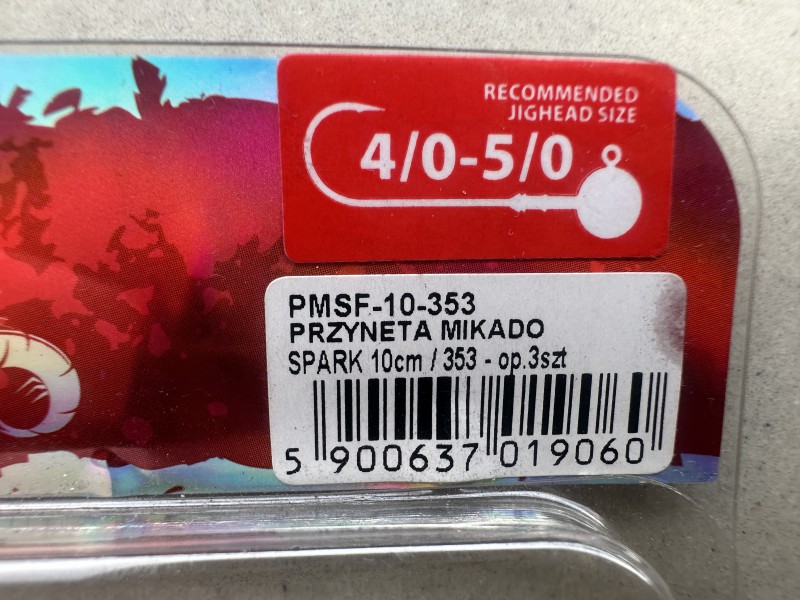 RECOMMENDED
JIGHEAD SIZE
4/0-5/0
PMSF-10-353
PRZYNETA MIKADO
SPARK 10cm / 353 - op.3szt
5 900637 019060